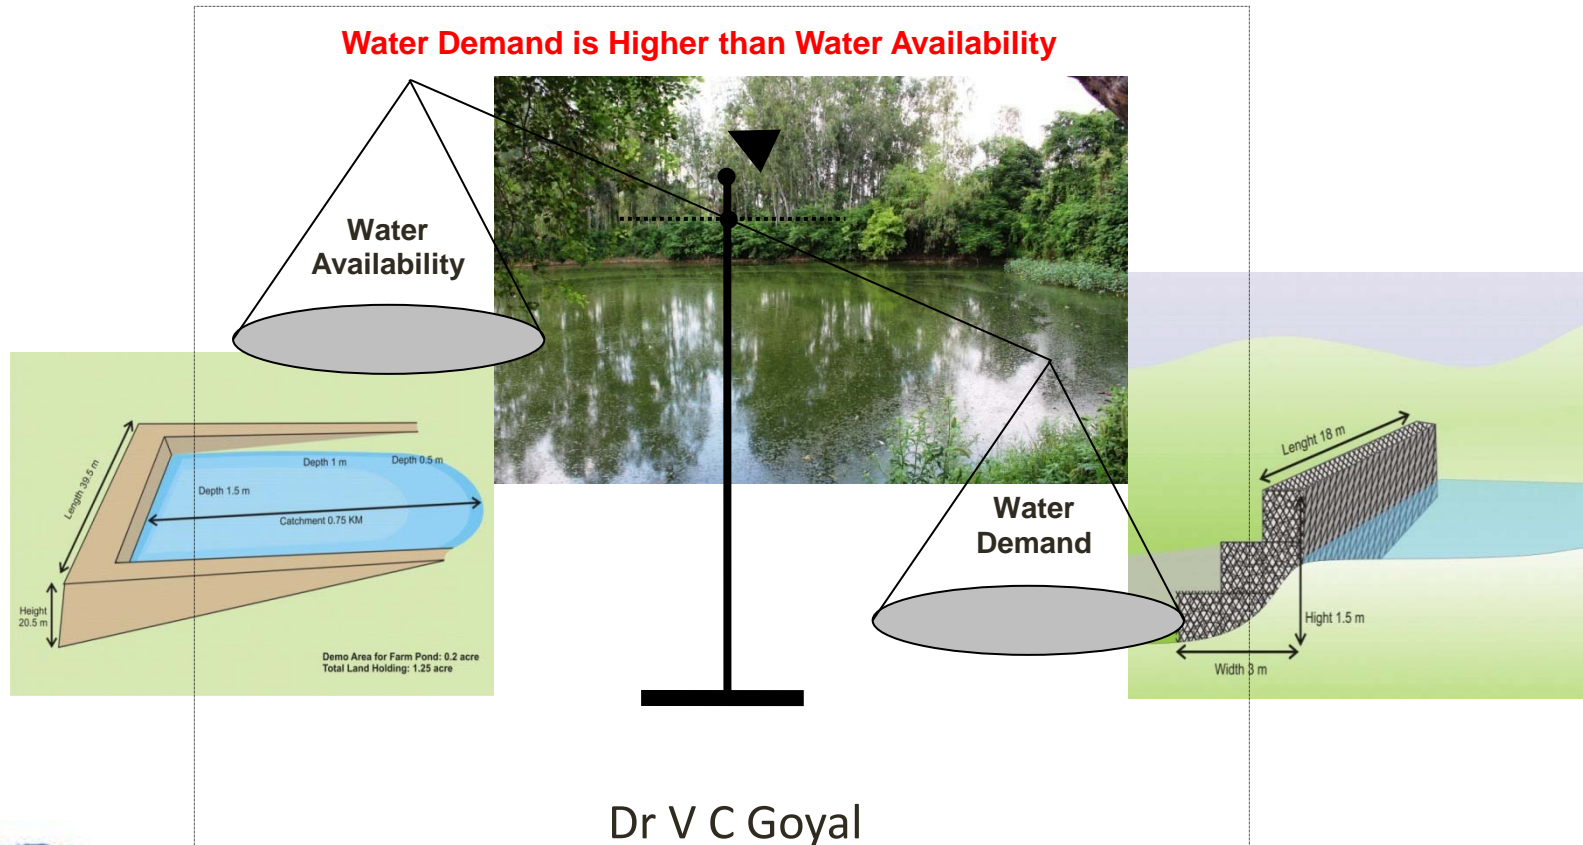 Water Demand is Higher than Water Availability
Water
Availability
Water
Demand
Length 39.5 m
Depth 1 m
Depth 0.5 m
Depth 1.5 m
Catchment 0.75 KM
Height
20.5 m
Demo Area for Farm Pond: 0.2 acre
Total Land Holding: 1.25 acre
Lenght 18 m
Hight 1.5 m
Width 3 m
Dr V C Goyal